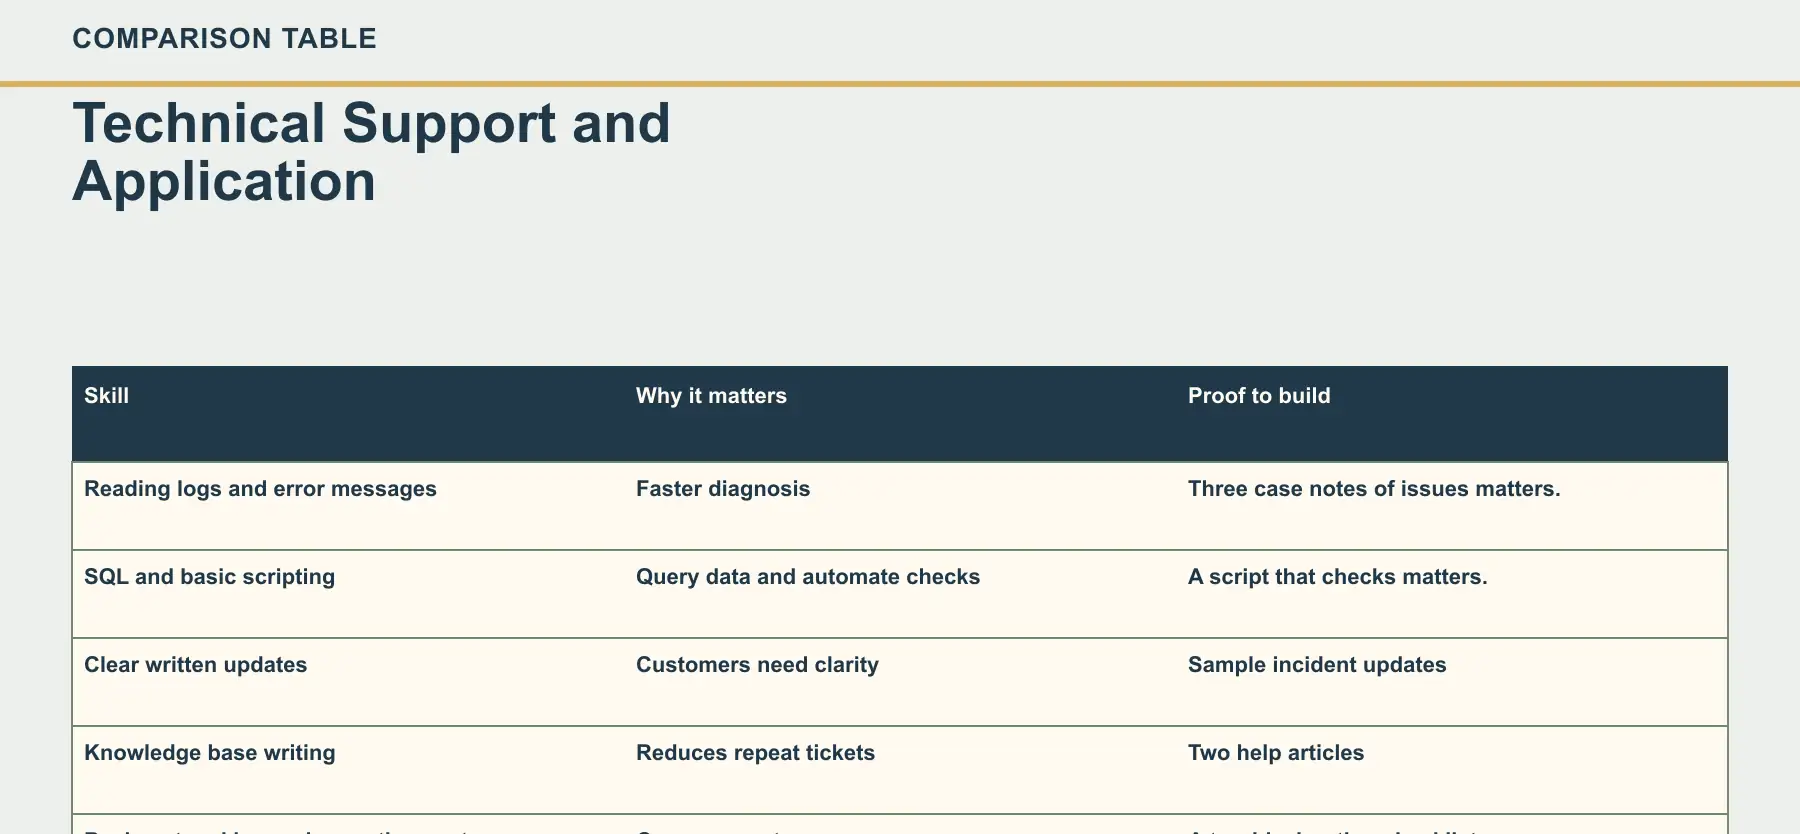 COMPARISON TABLE
Technical Support and
Application
Skill Why it matters Proof to build
Reading logs and error messages Faster diagnosis Three case notes of issues matters.
SQL and basic scripting Query data and automate checks A script that checks matters.
Clear written updates Customers need clarity Sample incident updates
Knowledge base writing Reduces repeat tickets Two help articles